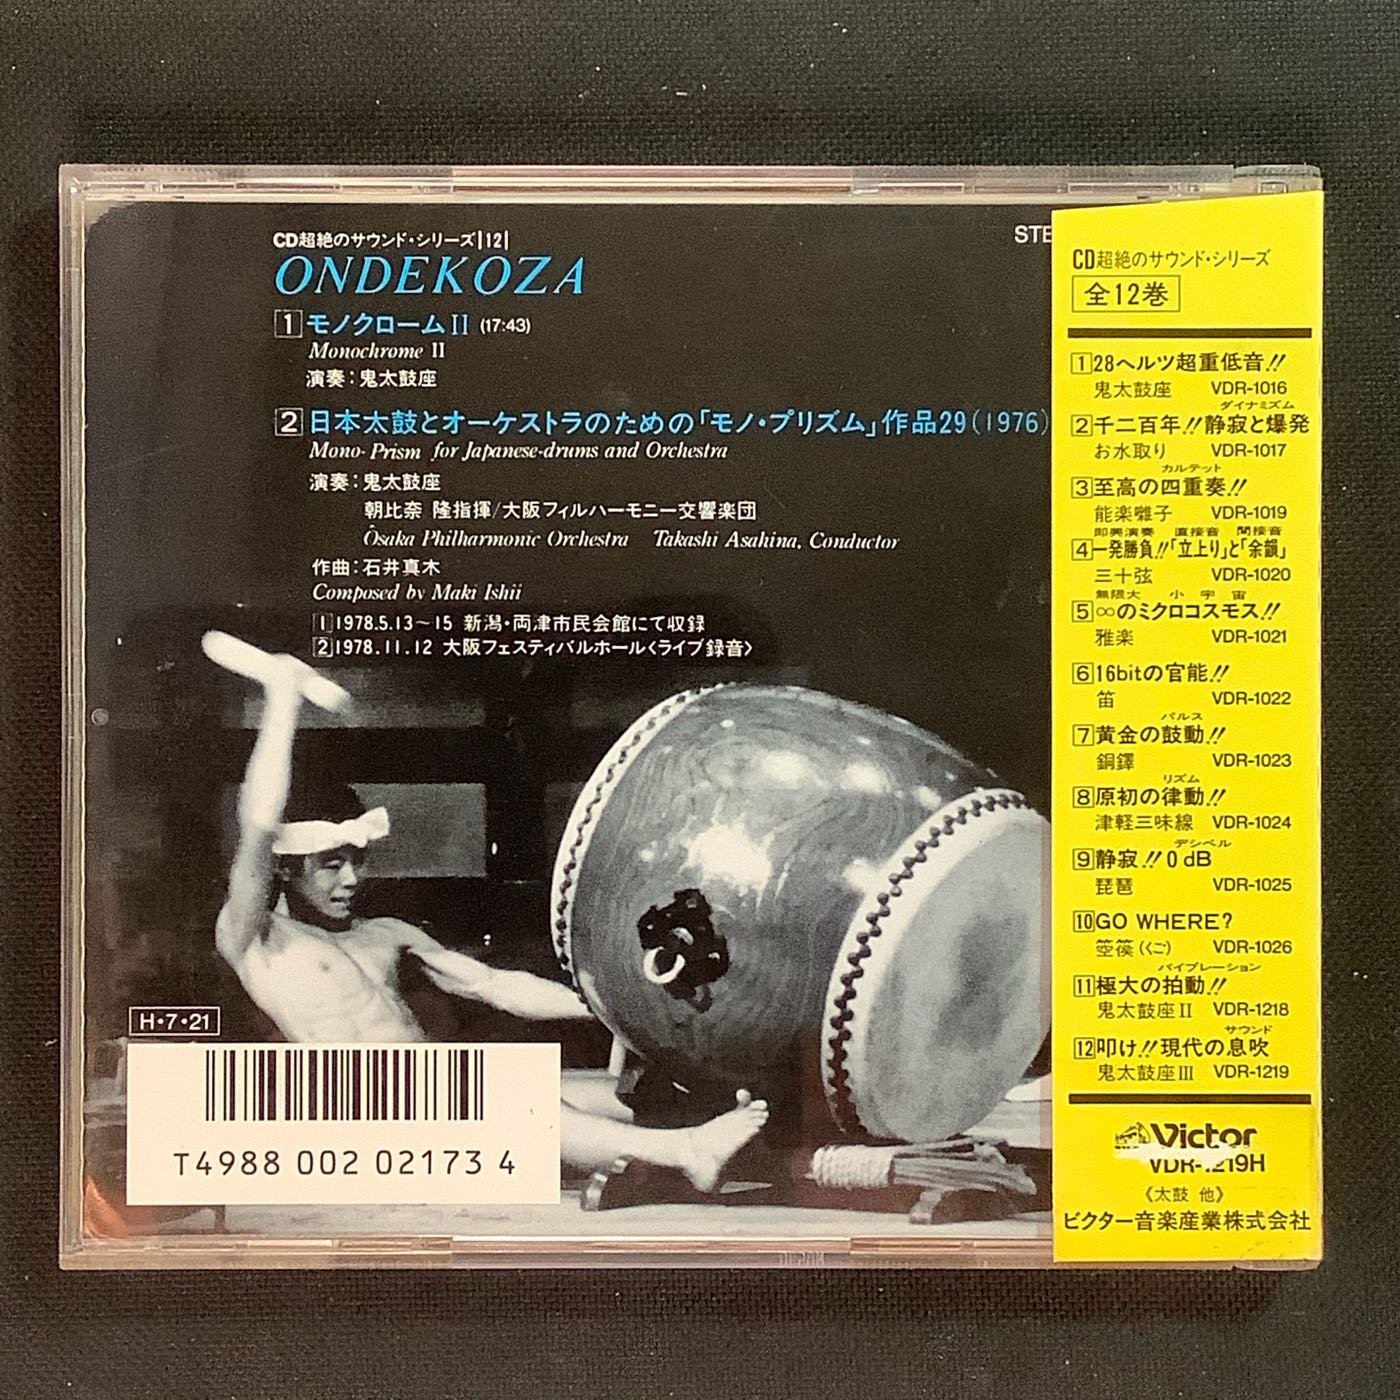 CD超絶のサウンド・シリーズ|12|
STE
ONDEKOZA
1 モノクロームII (17:43)
Monochrome II
演奏:鬼太鼓座
2 日本太鼓とオーケストラのための「モノ・プリズム」作品29(1976)
Mono-Prism for Japanese-drums and Orchestra
演奏:鬼太鼓座
朝比奈 隆指揮/大阪フィルハーモニー交響楽団
Ôsaka Philharmonic Orchestra Takashi Asahina, Conductor
作曲:石井真木
Composed by Maki Ishii
1 1978.5.13～15 新潟・両津市民会館にて収録
2 1978.11.12 大阪フェスティバルホール〈ライブ録音〉
H・7・21
T4988 002 02173 4
CD超絶のサウンド・シリーズ
全12巻
1 28ヘルツ超重低音!!
鬼太鼓座 VDR-1016
ダイナミズム
2 千二百年!!静寂と爆発
お水取り VDR-1017
カルテット
3 至高の四重奏!!
能楽囃子 VDR-1019
即興演奏 直接音 間接音
4 一発勝負!!「立上り」と「余韻」
三十弦 VDR-1020
無限大 小宇宙
5 ∞のミクロコスモス!!
雅楽 VDR-1021
6 16bitの官能!!
笛 VDR-1022
パルス
7 黄金の鼓動!!
銅鐸 VDR-1023
リズム
8 原初の律動!!
津軽三味線 VDR-1024
デシベル
9 静寂!!0dB
琵琶 VDR-1025
10 GO WHERE?
箜篌(くご) VDR-1026
バイブレーション
11 極大の拍動!!
鬼太鼓座II VDR-1218
サウンド
12 叩け!!現代の息吹
鬼太鼓座III VDR-1219
Victor
VDR-1219H
《太鼓 他》
ビクター音楽産業株式会社